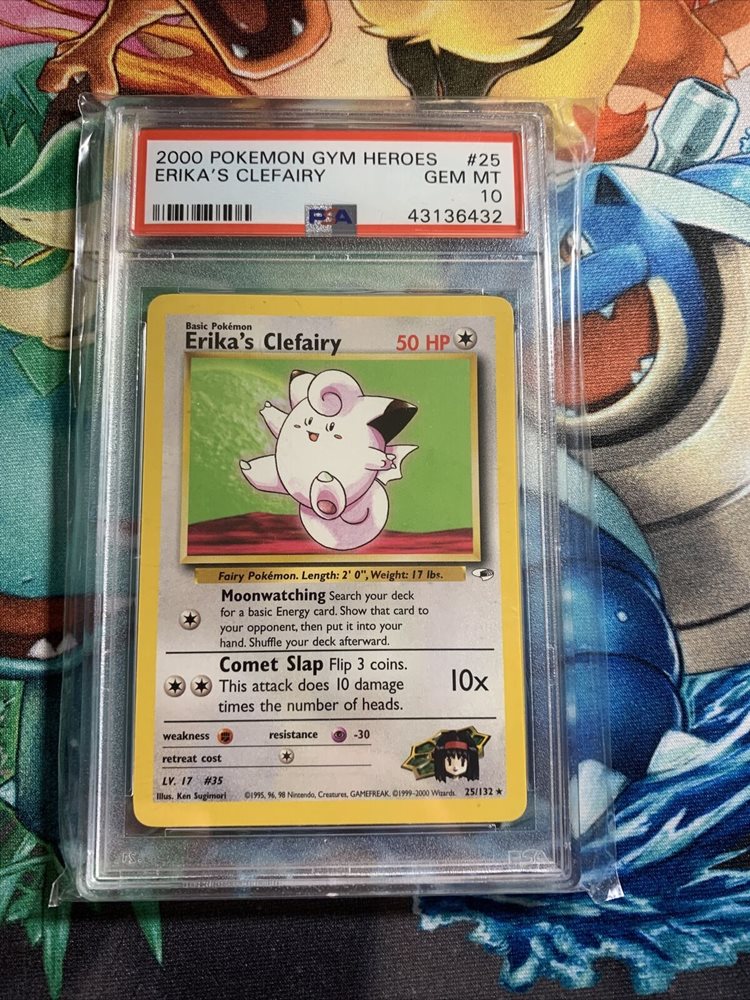 2000 POKEMON GYM HEROES #25
ERIKA'S CLEFAIRY GEM MT
10
PSA 43136432
Basic Pokémon
Erika's Clefairy 50 HP
Fairy Pokémon. Length: 2' 0", Weight: 17 lbs.
Moonwatching Search your deck
for a basic Energy card. Show that card to
your opponent, then put it into your
hand. Shuffle your deck afterward.
Comet Slap Flip 3 coins.
This attack does 10 damage 10x
times the number of heads.
weakness resistance -30
retreat cost
LV. 17 #35
Illus. Ken Sugimori ©1995, 96, 98 Nintendo, Creatures, GAMEFREAK. ©1999-2000 Wizards. 25/132 ★